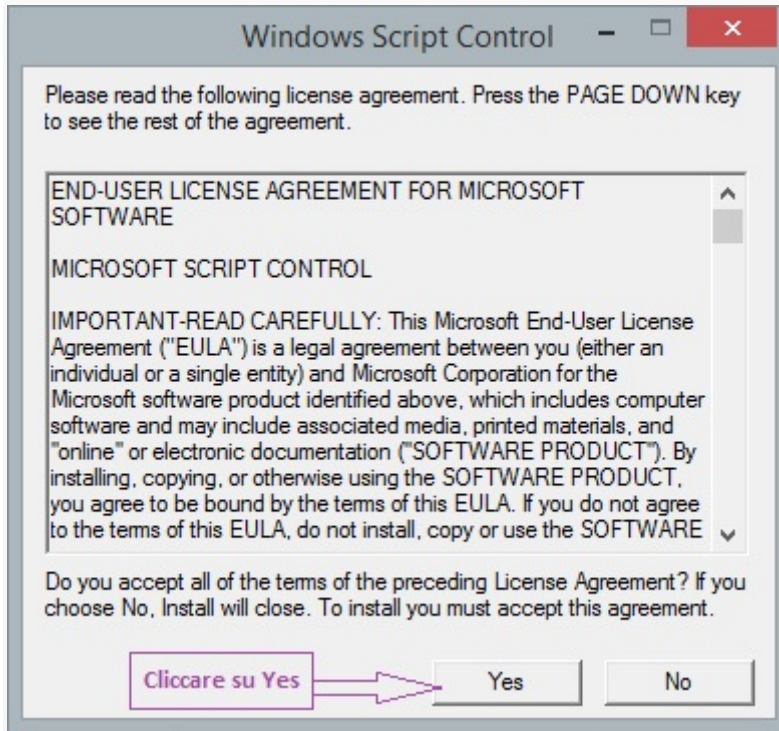 Windows Script Control
Please read the following license agreement. Press the PAGE DOWN key
to see the rest of the agreement.
END-USER LICENSE AGREEMENT FOR MICROSOFT
SOFTWARE
MICROSOFT SCRIPT CONTROL
IMPORTANT-READ CAREFULLY: This Microsoft End-User License
Agreement ("EULA") is a legal agreement between you (either an
individual or a single entity) and Microsoft Corporation for the
Microsoft software product identified above, which includes computer
software and may include associated media, printed materials, and
"online" or electronic documentation ("SOFTWARE PRODUCT"). By
installing, copying, or otherwise using the SOFTWARE PRODUCT,
you agree to be bound by the terms of this EULA. If you do not agree
to the terms of this EULA, do not install, copy or use the SOFTWARE
Do you accept all of the terms of the preceding License Agreement? If you
choose No, Install will close. To install you must accept this agreement.
Cliccare su Yes
Yes
No